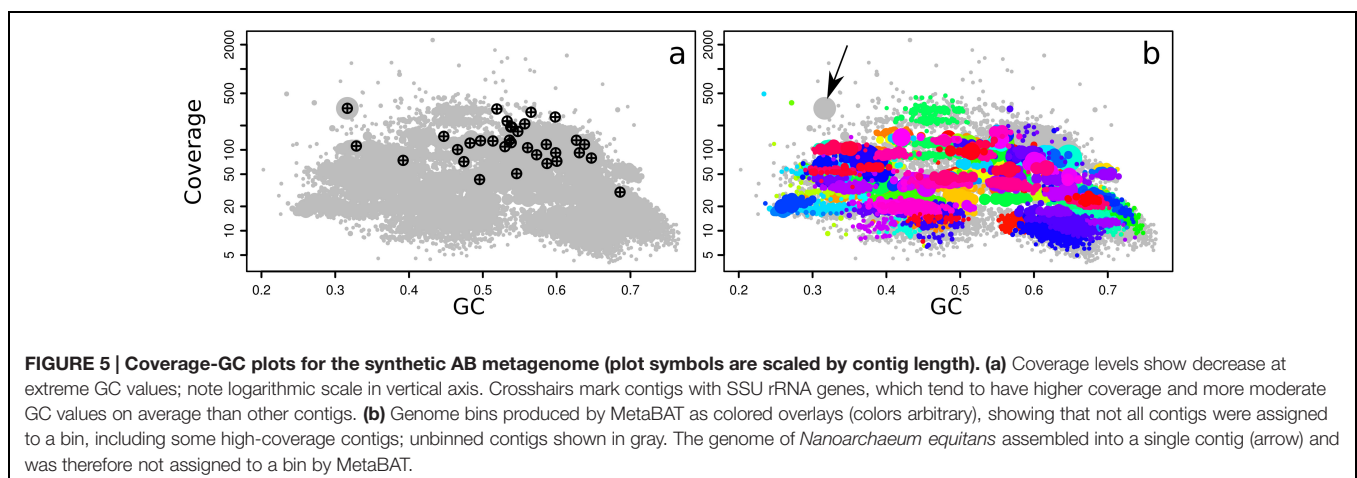 a
b
Coverage
2000
500
200
100
50
20
10
5
0.2 0.3 0.4 0.5 0.6 0.7
GC
2000
500
200
100
50
20
10
5
0.2 0.3 0.4 0.5 0.6 0.7
GC
FIGURE 5 | Coverage-GC plots for the synthetic AB metagenome (plot symbols are scaled by contig length). (a) Coverage levels show decrease at
extreme GC values; note logarithmic scale in vertical axis. Crosshairs mark contigs with SSU rRNA genes, which tend to have higher coverage and more moderate
GC values on average than other contigs. (b) Genome bins produced by MetaBAT as colored overlays (colors arbitrary), showing that not all contigs were assigned
to a bin, including some high-coverage contigs; unbinned contigs shown in gray. The genome of Nanoarchaeum equitans assembled into a single contig (arrow) and
was therefore not assigned to a bin by MetaBAT.